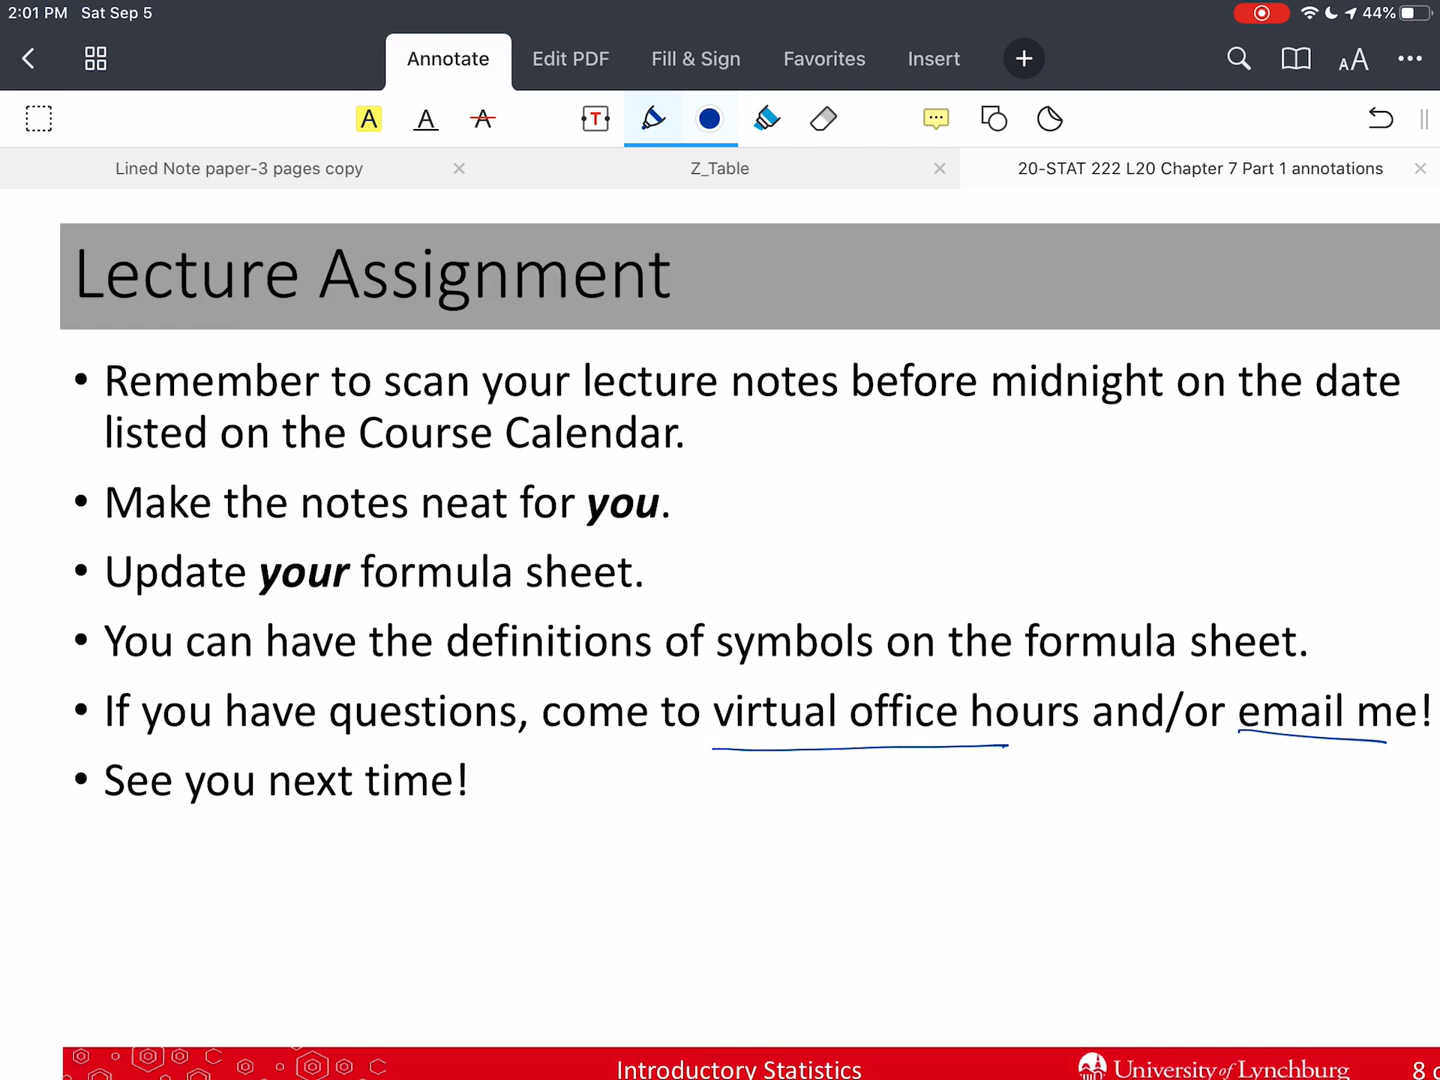 2:01 PM Sat Sep 5 44%
Annotate Edit PDF Fill & Sign Favorites Insert
Lined Note paper-3 pages copy Z_Table 20-STAT 222 L20 Chapter 7 Part 1 annotations
Lecture Assignment
• Remember to scan your lecture notes before midnight on the date
listed on the Course Calendar.
• Make the notes neat for you.
• Update your formula sheet.
• You can have the definitions of symbols on the formula sheet.
• If you have questions, come to virtual office hours and/or email me!
• See you next time!
Introductory Statistics University of Lynchburg 8